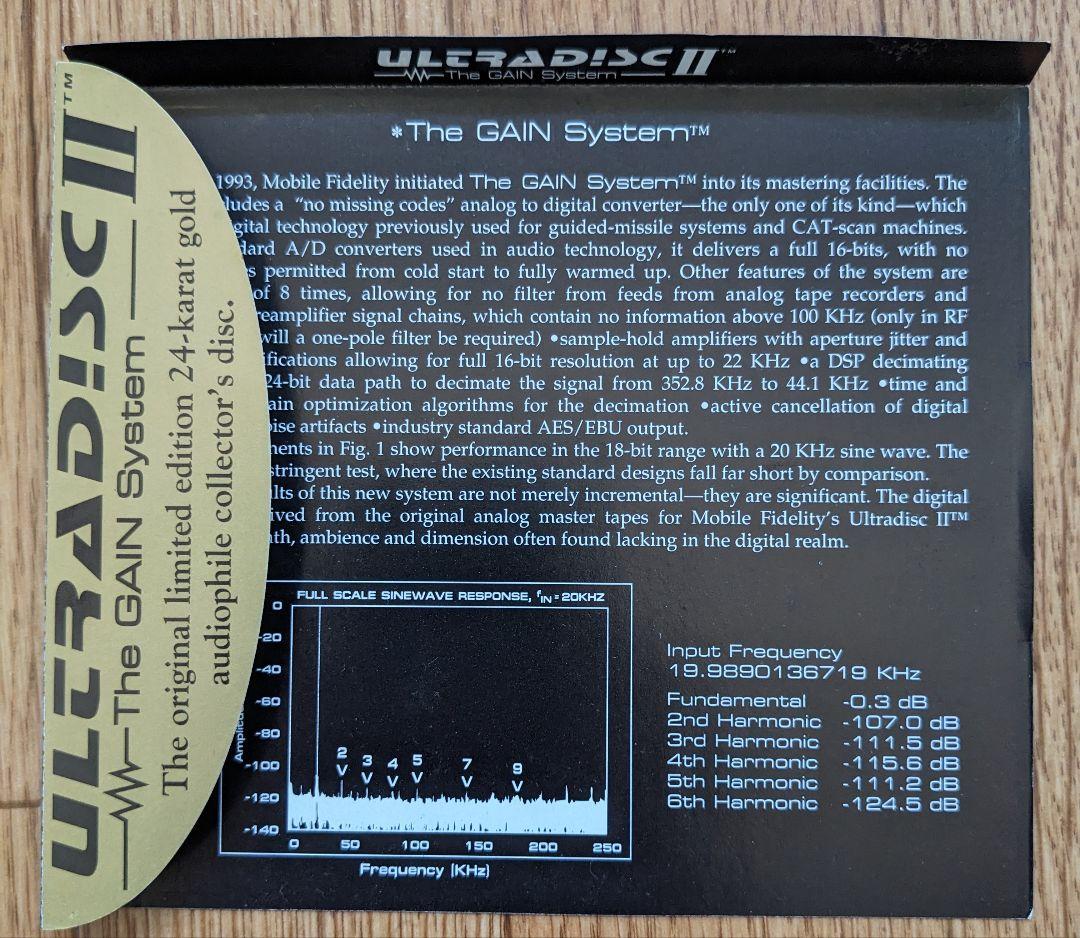 ULTRADISC II™
The GAIN System
ULTRADISC II™
The GAIN System
The original limited edition 24-karat gold
audiophile collector's disc.
*The GAIN System™
1993, Mobile Fidelity initiated The GAIN System™ into its mastering facilities. The
ludes a “no missing codes” analog to digital converter—the only one of its kind—which
gital technology previously used for guided-missile systems and CAT-scan machines.
dard A/D converters used in audio technology, it delivers a full 16-bits, with no
s permitted from cold start to fully warmed up. Other features of the system are
of 8 times, allowing for no filter from feeds from analog tape recorders and
reamplifier signal chains, which contain no information above 100 KHz (only in RF
will a one-pole filter be required) •sample-hold amplifiers with aperture jitter and
ifications allowing for full 16-bit resolution at up to 22 KHz •a DSP decimating
24-bit data path to decimate the signal from 352.8 KHz to 44.1 KHz •time and
ain optimization algorithms for the decimation •active cancellation of digital
oise artifacts •industry standard AES/EBU output.
ments in Fig. 1 show performance in the 18-bit range with a 20 KHz sine wave. The
stringent test, where the existing standard designs fall far short by comparison.
ults of this new system are not merely incremental—they are significant. The digital
ived from the original analog master tapes for Mobile Fidelity's Ultradisc II™
th, ambience and dimension often found lacking in the digital realm.
FULL SCALE SINEWAVE RESPONSE, fIN = 20KHZ
0
-20
-40
-60
-80
-100
-120
-140
2 3 4 5 7 9
0 50 100 150 200 250
Frequency (KHz)
Input Frequency
19.9890136719 KHz
Fundamental -0.3 dB
2nd Harmonic -107.0 dB
3rd Harmonic -111.5 dB
4th Harmonic -115.6 dB
5th Harmonic -111.2 dB
6th Harmonic -124.5 dB